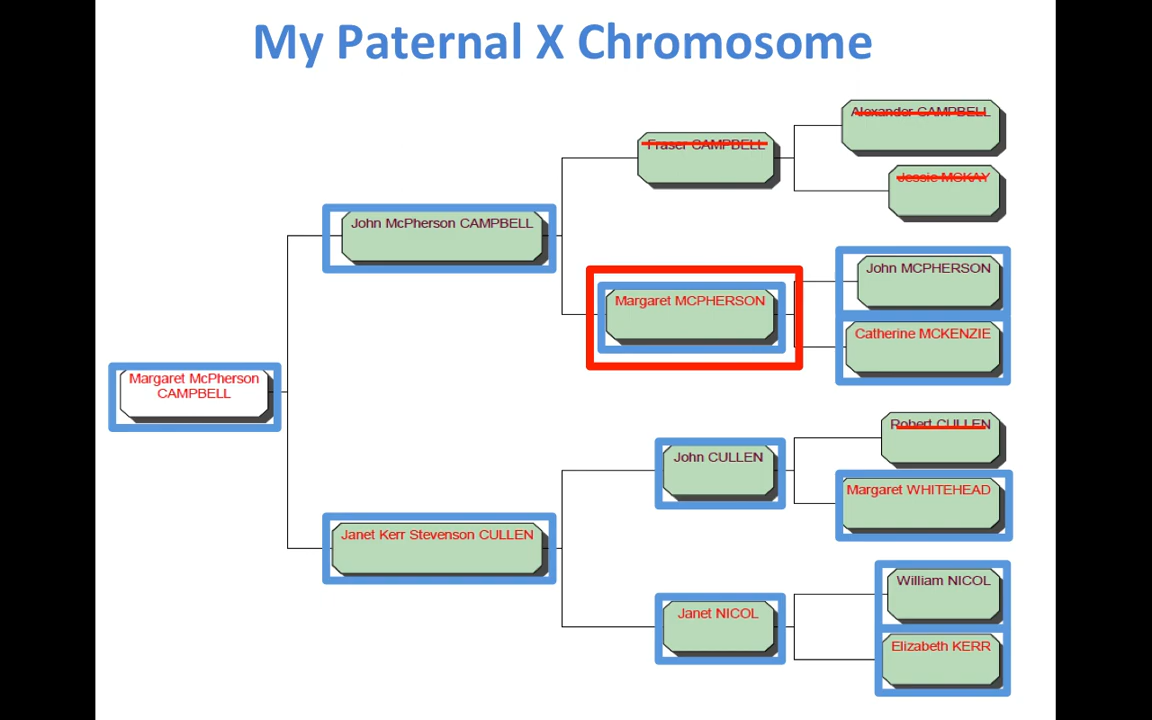 My Paternal X Chromosome
Alexander CAMPBELL
Fraser CAMPBELL
Jessie MCKAY
John McPherson CAMPBELL
John MCPHERSON
Margaret MCPHERSON
Catherine MCKENZIE
Margaret McPherson
CAMPBELL
Robert CULLEN
John CULLEN
Margaret WHITEHEAD
Janet Kerr Stevenson CULLEN
William NICOL
Janet NICOL
Elizabeth KERR